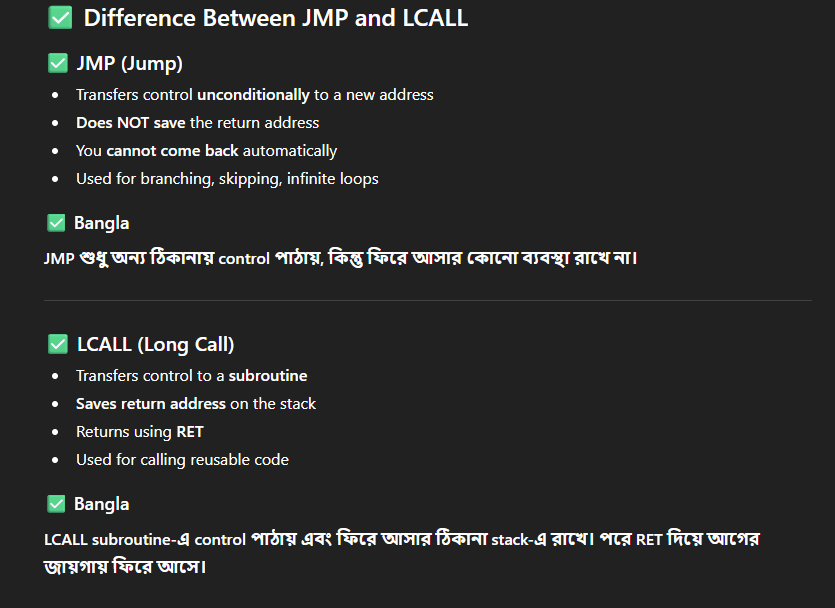 ✅ Difference Between JMP and LCALL
✅ JMP (Jump)
• Transfers control unconditionally to a new address
• Does NOT save the return address
• You cannot come back automatically
• Used for branching, skipping, infinite loops
✅ Bangla
JMP শুধু অন্য ঠিকানায় control পাঠায়, কিন্তু ফিরে আসার কোনো ব্যবস্থা রাখে না।
✅ LCALL (Long Call)
• Transfers control to a subroutine
• Saves return address on the stack
• Returns using RET
• Used for calling reusable code
✅ Bangla
LCALL subroutine-এ control পাঠায় এবং ফিরে আসার ঠিকানা stack-এ রাখে। পরে RET দিয়ে আগের
জায়গায় ফিরে আসে।